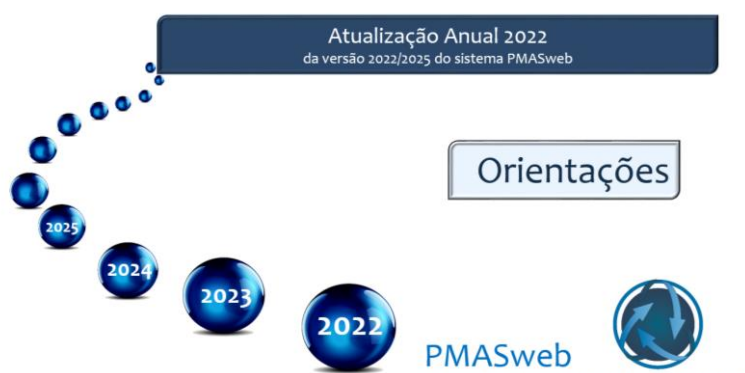 Atualização Anual 2022
da versão 2022/2025 do sistema PMASweb
Orientações
2025
2024
2023
2022
PMASweb